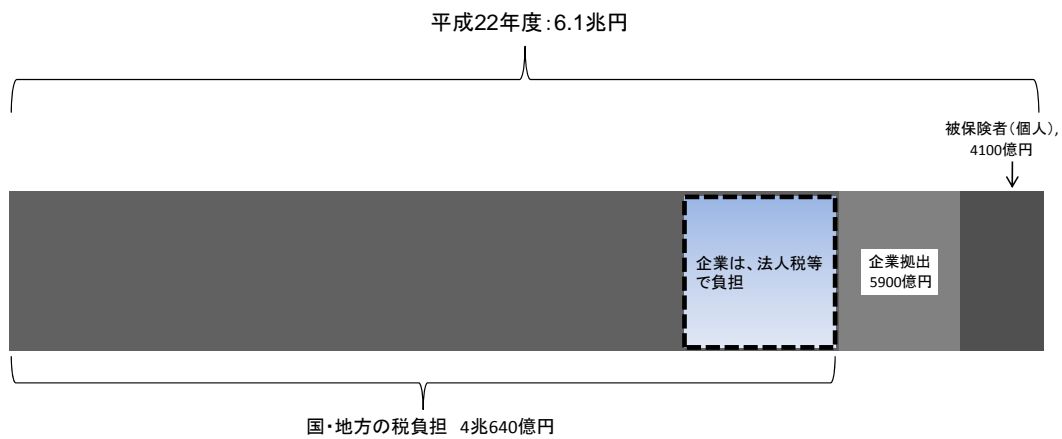 平成22年度：6.1兆円
被保険者（個人）,
4100億円
企業は、法人税等
で負担
企業拠出
5900億円
国・地方の税負担 4兆640億円